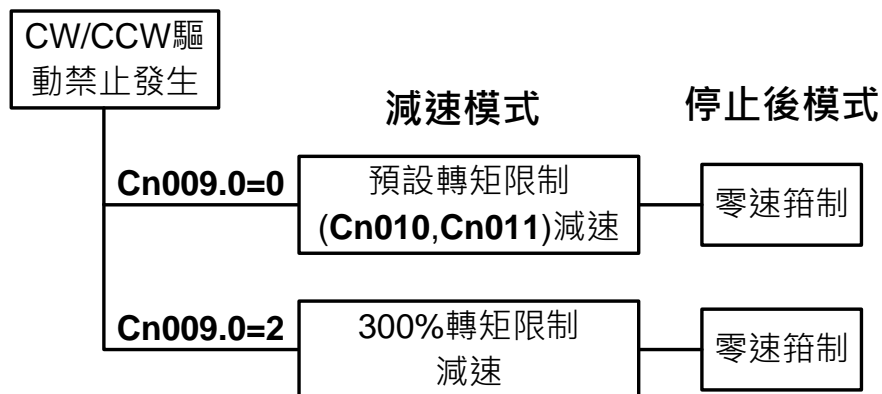 CW/CCW驅
動禁止發生
減速模式
停止後模式
Cn009.0=0
預設轉矩限制
(Cn010,Cn011)減速
零速箝制
Cn009.0=2
300%轉矩限制
減速
零速箝制